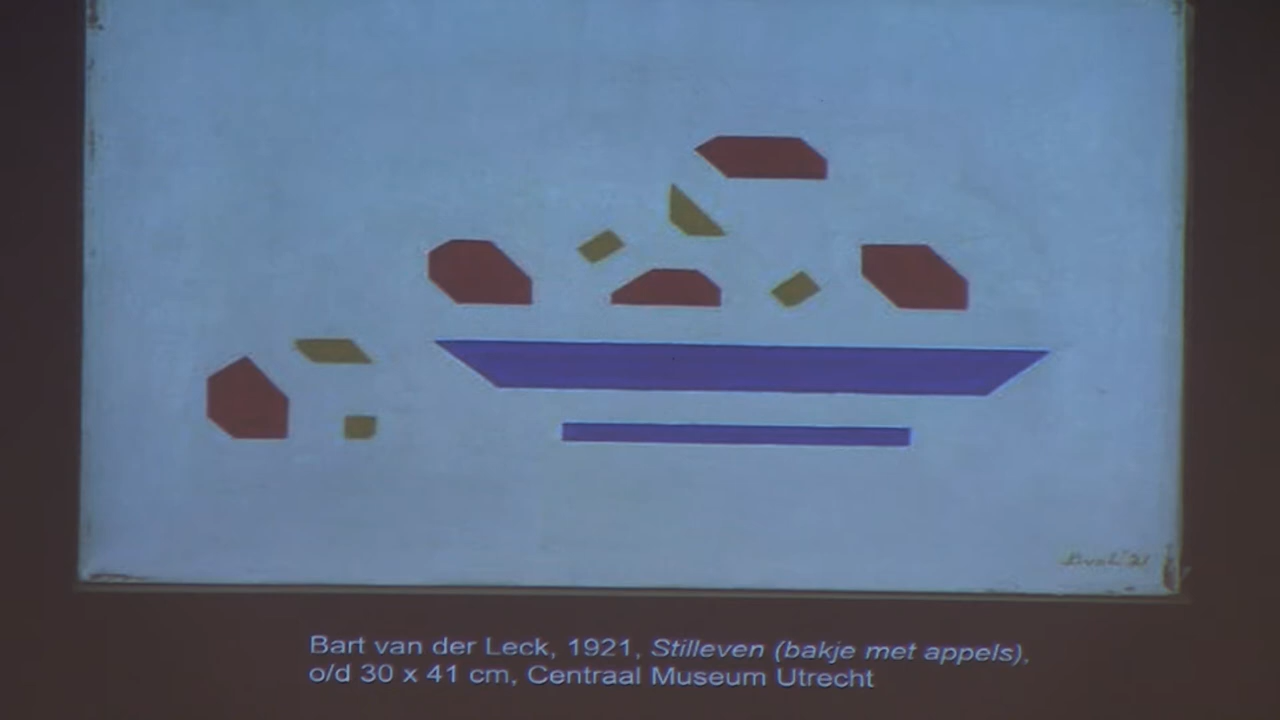 Bart van der Leck, 1921, Stilleven (bakje met appels),
o/d 30 x 41 cm, Centraal Museum Utrecht